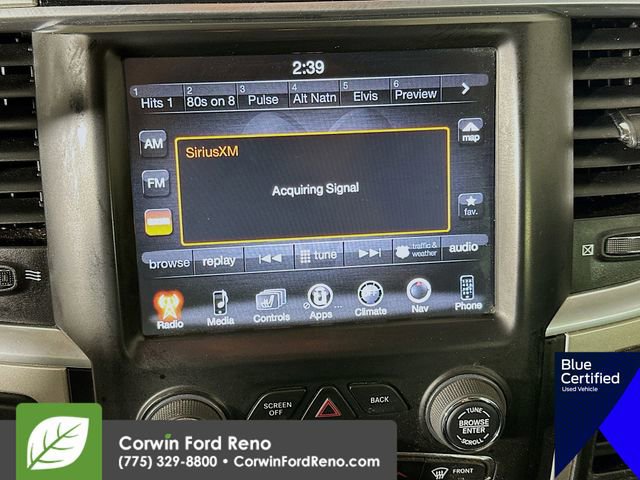 2:39
1 Hits 1 2 80s on 8 3 Pulse 4 Alt Natn 5 Elvis 6 Preview >
AM
FM
SiriusXM
Acquiring Signal
map
fav.
browse replay tune traffic & weather audio
Radio Media Controls Apps Climate Nav Phone
SCREEN OFF
BACK
TUNE
BROWSE
ENTER
SCROLL
FRONT
Blue
Certified
Used Vehicle
Corwin Ford Reno
(775) 329-8800 • CorwinFordReno.com